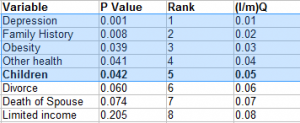 Variable P Value Rank (I/m)Q
Depression 0.001 1 0.01
Family History 0.008 2 0.02
Obesity 0.039 3 0.03
Other health 0.041 4 0.04
Children 0.042 5 0.05
Divorce 0.060 6 0.06
Death of Spouse 0.074 7 0.07
Limited income 0.205 8 0.08